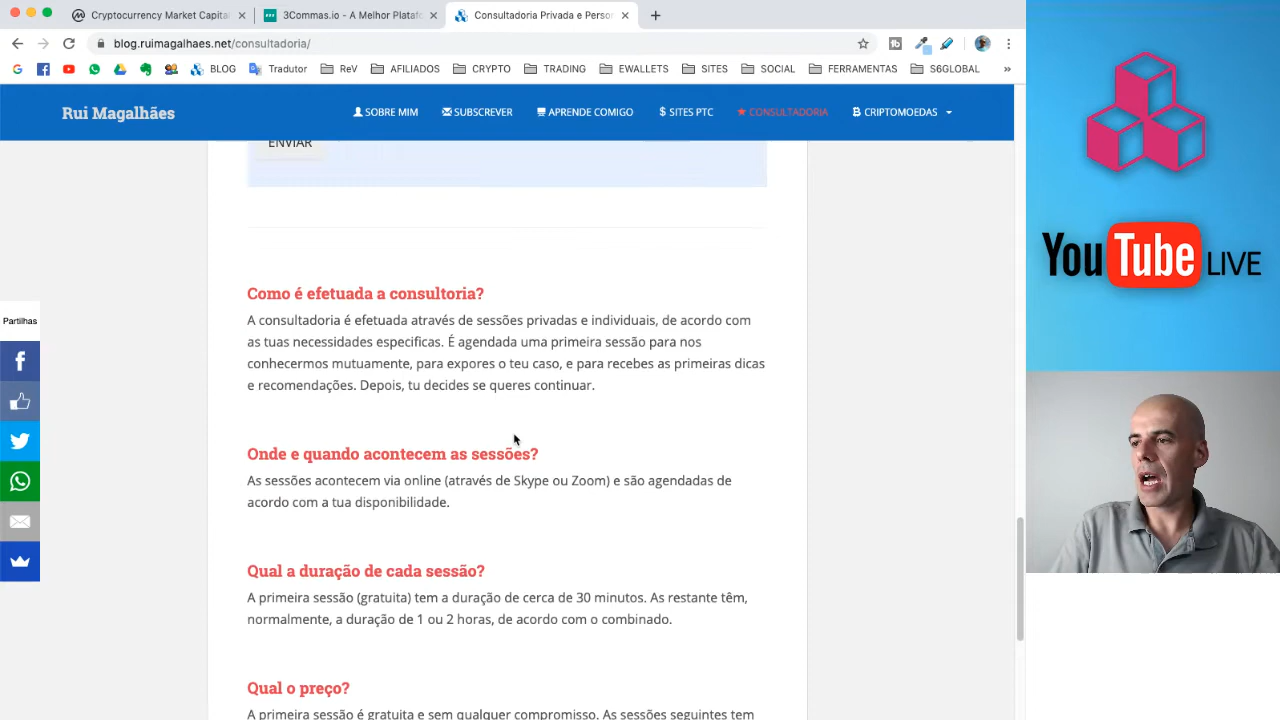 Cryptocurrency Market Capital
3Commas.io - A Melhor Platafo
Consultadoria Privada e Person
blog.ruimagalhaes.net/consultadoria/
BLOG
Tradutor
ReV
AFILIADOS
CRYPTO
TRADING
EWALLETS
SITES
SOCIAL
FERRAMENTAS
S6GLOBAL
»
Rui Magalhães
SOBRE MIM
SUBSCREVER
APRENDE COMIGO
$ SITES PTC
CONSULTADORIA
CRIPTOMOEDAS
ENVIAR
Como é efetuada a consultoria?
A consultadoria é efetuada através de sessões privadas e individuais, de acordo com
as tuas necessidades especificas. É agendada uma primeira sessão para nos
conhecermos mutuamente, para expores o teu caso, e para recebes as primeiras dicas
e recomendações. Depois, tu decides se queres continuar.
Onde e quando acontecem as sessões?
As sessões acontecem via online (através de Skype ou Zoom) e são agendadas de
acordo com a tua disponibilidade.
Qual a duração de cada sessão?
A primeira sessão (gratuita) tem a duração de cerca de 30 minutos. As restante têm,
normalmente, a duração de 1 ou 2 horas, de acordo com o combinado.
Qual o preço?
A primeira sessão é gratuita e sem qualquer compromisso. As sessões seguintes tem
Partilhas
YouTube LIVE